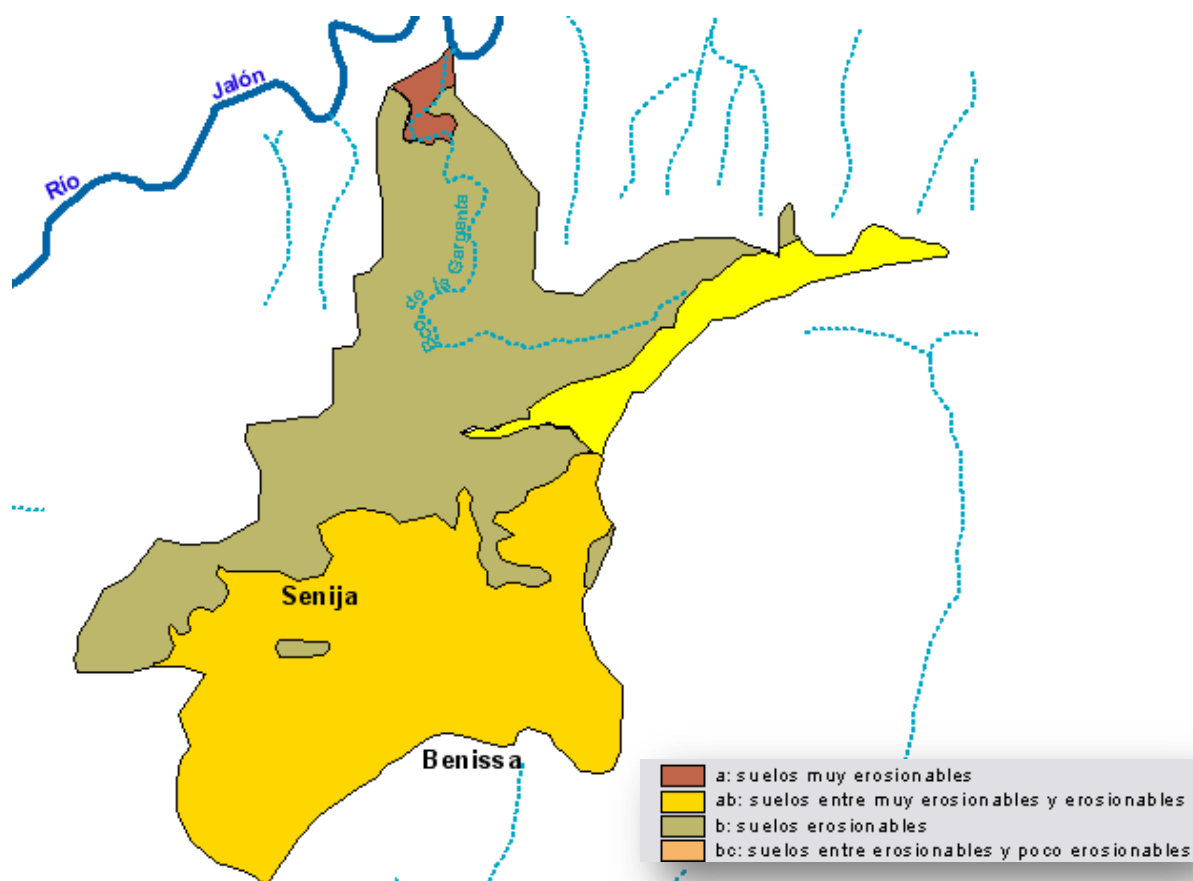 Río Jalón
Bco. de la Garganta
Senija
Benissa
a: suelos muy erosionables
ab: suelos entre muy erosionables y erosionables
b: suelos erosionables
bc: suelos entre erosionables y poco erosionables